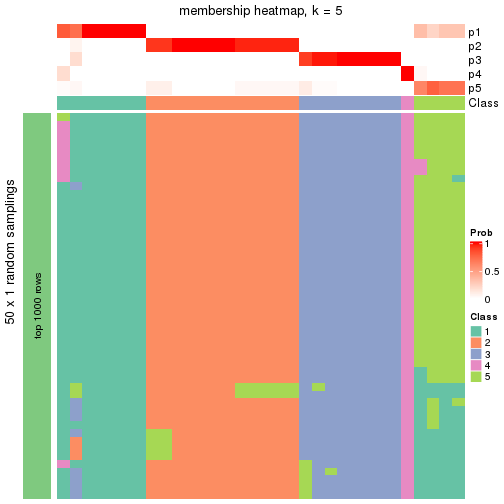 membership heatmap, k = 5
p1
p2
p3
p4
p5
Class
50 x 1 random samplings
top 1000 rows
Prob
1
0.5
0
Class
1
2
3
4
5